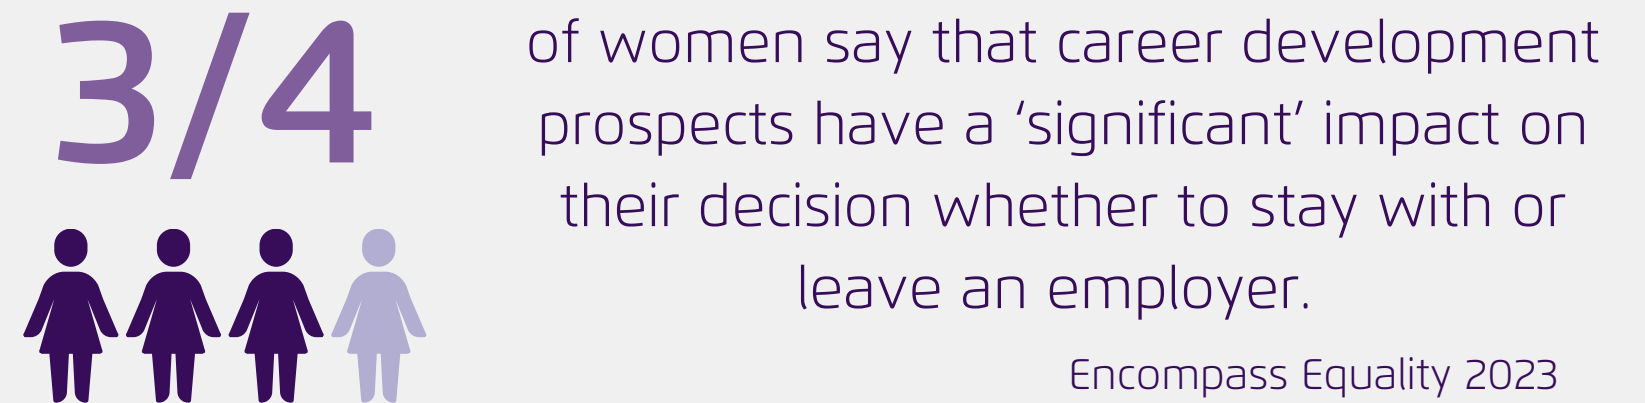 3/4
of women say that career development
prospects have a ‘significant’ impact on
their decision whether to stay with or
leave an employer.
Encompass Equality 2023